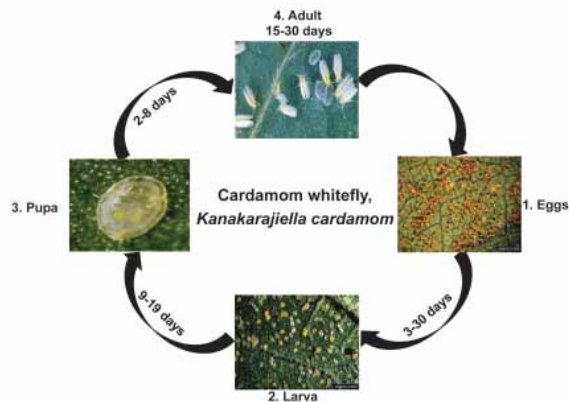 4. Adult
15-30 days
2-8 days
3. Pupa
Cardamom whitefly,
Kanakarajiella cardamom
1. Eggs
9-19 days
3-30 days
2. Larva